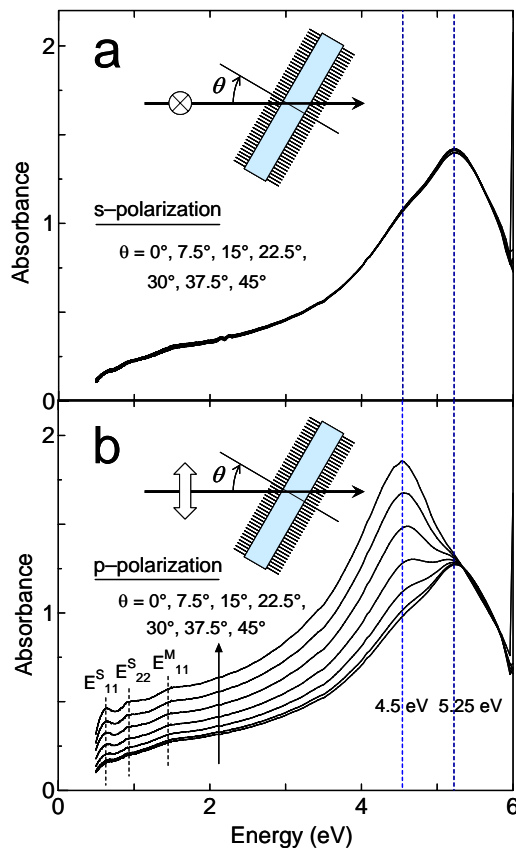 a
θ
s–polarization
θ = 0°, 7.5°, 15°, 22.5°,
30°, 37.5°, 45°
Absorbance
2
1
0
b
θ
p–polarization
θ = 0°, 7.5°, 15°, 22.5°,
30°, 37.5°, 45°
E^S_11 E^S_22 E^M_11
4.5 eV 5.25 eV
Absorbance
2
1
0
0 2 4 6
Energy (eV)